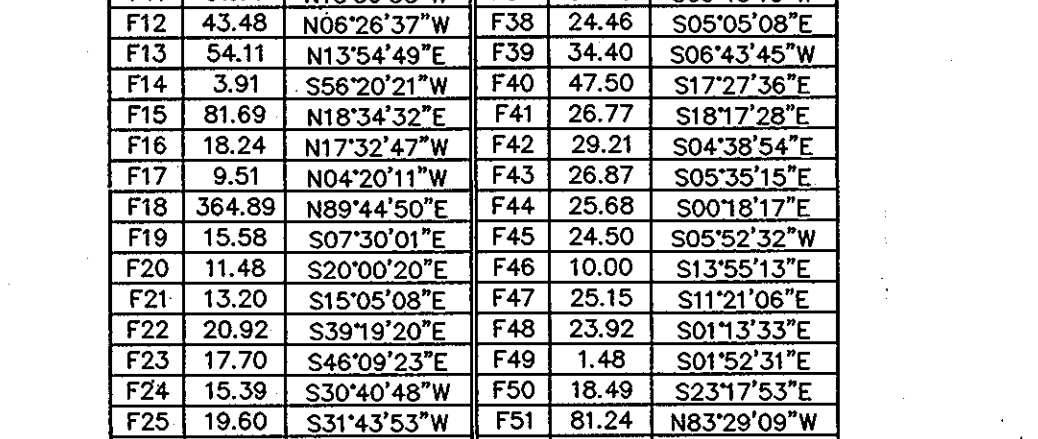 F12 43.48 N06°26'37"W F38 24.46 S05°05'08"E
F13 54.11 N13°54'49"E F39 34.40 S06°43'45"W
F14 3.91 S56°20'21"W F40 47.50 S17°27'36"E
F15 81.69 N18°34'32"E F41 26.77 S18°17'28"E
F16 18.24 N17°32'47"W F42 29.21 S04°38'54"E
F17 9.51 N04°20'11"W F43 26.87 S05°35'15"E
F18 364.89 N89°44'50"E F44 25.68 S00°18'17"E
F19 15.58 S07°30'01"E F45 24.50 S05°52'32"W
F20 11.48 S20°00'20"E F46 10.00 S13°55'13"E
F21 13.20 S15°05'08"E F47 25.15 S11°21'06"E
F22 20.92 S39°19'20"E F48 23.92 S01°13'33"E
F23 17.70 S46°09'23"E F49 1.48 S01°52'31"E
F24 15.39 S30°40'48"W F50 18.49 S23°17'53"E
F25 19.60 S31°43'53"W F51 81.24 N83°29'09"W